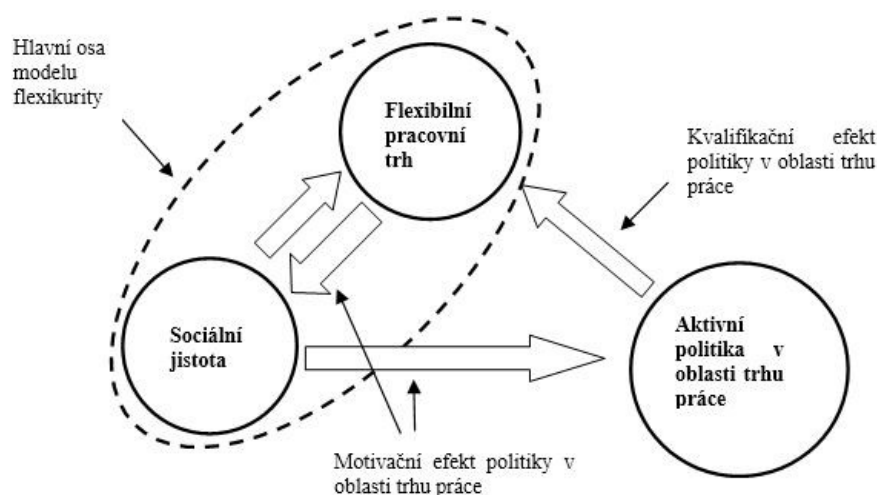 Hlavní osa
modelu
flexikurity
Flexibilní
pracovní
trh
Kvalifikační efekt
politiky v oblasti trhu
práce
Sociální
jistota
Aktivní
politika v
oblasti trhu
práce
Motivační efekt politiky v
oblasti trhu práce